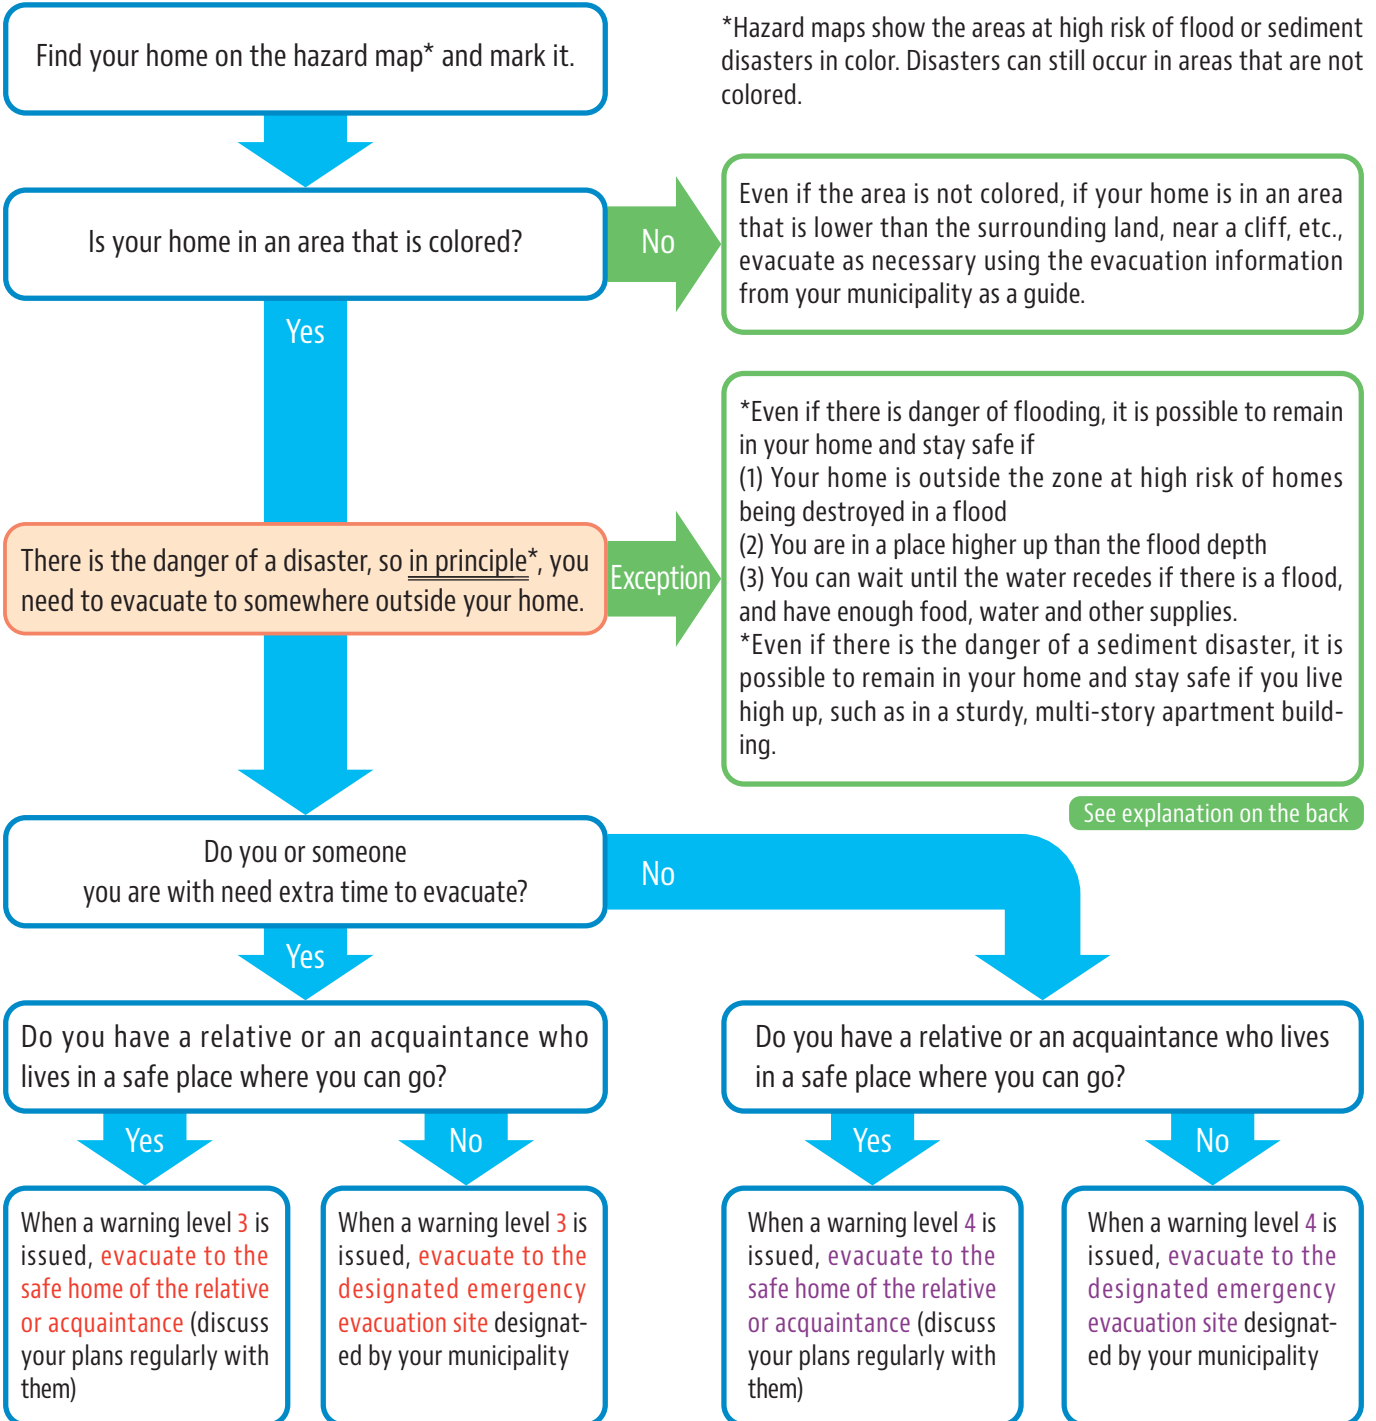 Find your home on the hazard map* and mark it.
*Hazard maps show the areas at high risk of flood or sediment
disasters in color. Disasters can still occur in areas that are not
colored.
Is your home in an area that is colored?
No
Even if the area is not colored, if your home is in an area
that is lower than the surrounding land, near a cliff, etc.,
evacuate as necessary using the evacuation information
from your municipality as a guide.
Yes
There is the danger of a disaster, so in principle*, you
need to evacuate to somewhere outside your home.
Exception
*Even if there is danger of flooding, it is possible to remain
in your home and stay safe if
(1) Your home is outside the zone at high risk of homes
being destroyed in a flood
(2) You are in a place higher up than the flood depth
(3) You can wait until the water recedes if there is a flood,
and have enough food, water and other supplies.
*Even if there is the danger of a sediment disaster, it is
possible to remain in your home and stay safe if you live
high up, such as in a sturdy, multi-story apartment build-
ing.
See explanation on the back
Do you or someone
you are with need extra time to evacuate?
No
Yes
Do you have a relative or an acquaintance who
lives in a safe place where you can go?
Do you have a relative or an acquaintance who lives
in a safe place where you can go?
Yes
No
Yes
No
When a warning level 3 is
issued, evacuate to the
safe home of the relative
or acquaintance (discuss
your plans regularly with
them)
When a warning level 3 is
issued, evacuate to the
designated emergency
evacuation site designat-
ed by your municipality
When a warning level 4 is
issued, evacuate to the
safe home of the relative
or acquaintance (discuss
your plans regularly with
them)
When a warning level 4 is
issued, evacuate to the
designated emergency
evacuation site designat-
ed by your municipality